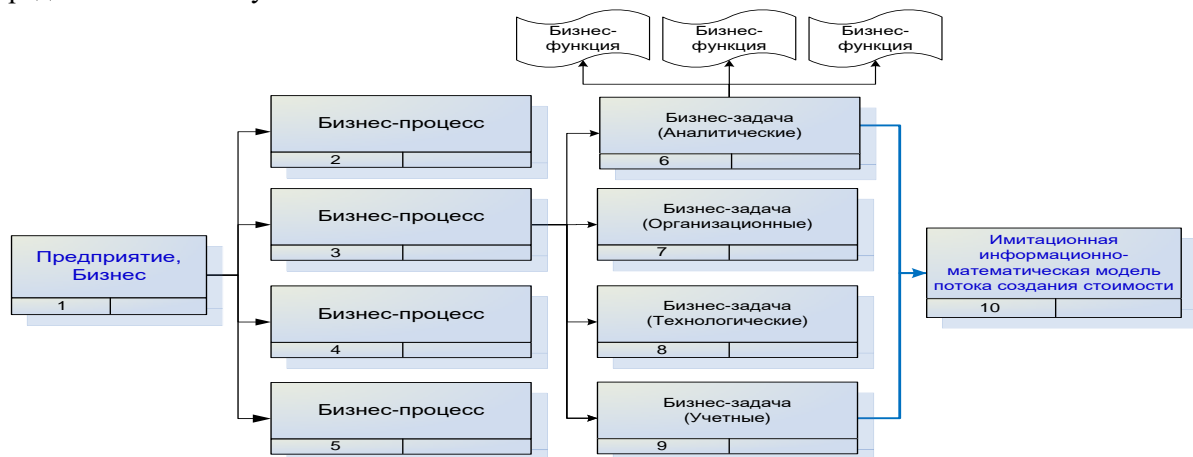 Бизнес-
функция
Бизнес-
функция
Бизнес-
функция
Бизнес-процесс
2
Бизнес-задача
(Аналитические)
6
Бизнес-процесс
3
Бизнес-задача
(Организационные)
7
Предприятие,
Бизнес
1
Имитационная
информационно-
математическая модель
потока создания стоимости
10
Бизнес-процесс
4
Бизнес-задача
(Технологические)
8
Бизнес-процесс
5
Бизнес-задача
(Учетные)
9